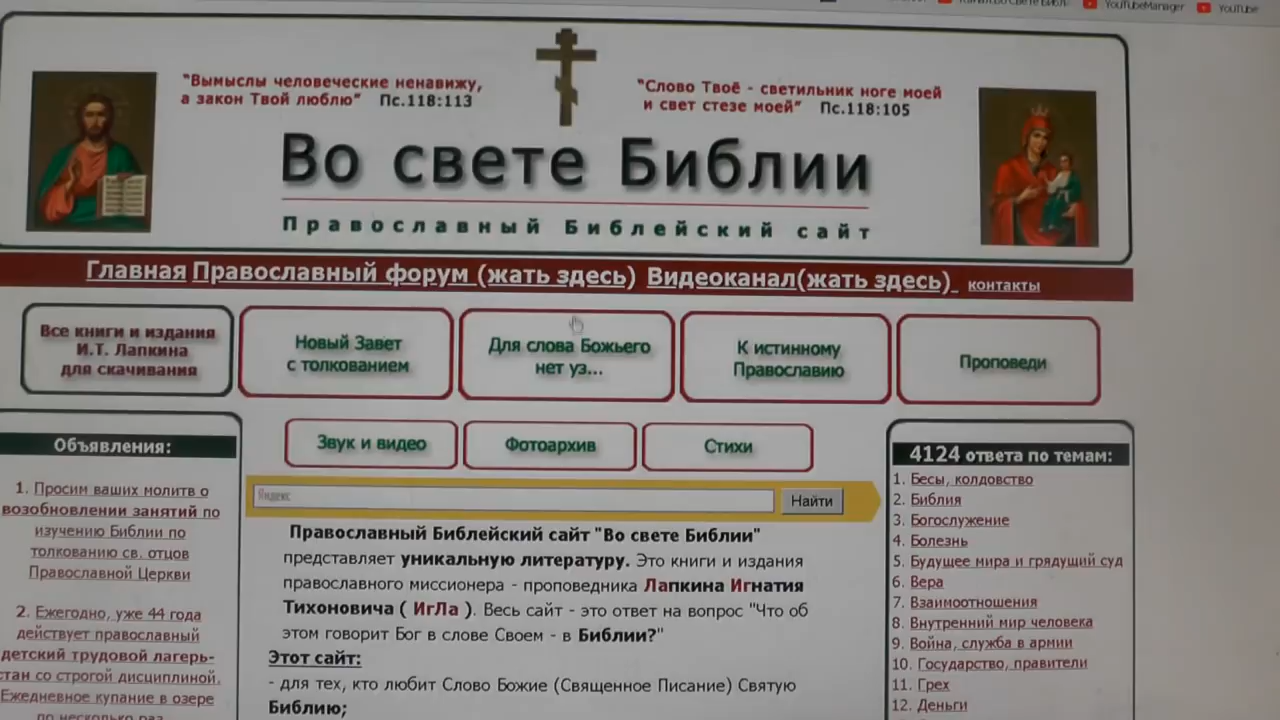 YouTubeManager
YouTube
"Вымыслы человеческие ненавижу,
а закон Твой люблю" Пс.118:113
"Слово Твоё - светильник ноге моей
и свет стезе моей" Пс.118:105
Во свете Библии
Православный Библейский сайт
Главная Православный форум (жать здесь) Видеоканал(жать здесь) контакты
Все книги и издания
И.Т. Лапкина
для скачивания
Новый Завет
с толкованием
Для слова Божьего
нет уз...
К истинному
Православию
Проповеди
Звук и видео
Фотоархив
Стихи
Объявления:
1. Просим ваших молитв о
возобновлении занятий по
изучению Библии по
толкованию св. отцов
Православной Церкви
2. Ежегодно, уже 44 года
действует православный
детский трудовой лагерь-
стан со строгой дисциплиной.
Ежедневное купание в озере
по несколько раз
Яндекс
Найти
Православный Библейский сайт "Во свете Библии"
представляет уникальную литературу. Это книги и издания
православного миссионера - проповедника Лапкина Игнатия
Тихоновича ( ИгЛа ). Весь сайт - это ответ на вопрос "Что об
этом говорит Бог в слове Своем - в Библии?"
Этот сайт:
- для тех, кто любит Слово Божие (Священное Писание) Святую
Библию;
4124 ответа по темам:
1. Бесы, колдовство
2. Библия
3. Богослужение
4. Болезнь
5. Будущее мира и грядущий суд
6. Вера
7. Взаимоотношения
8. Внутренний мир человека
9. Война, служба в армии
10. Государство, правители
11. Грех
12. Деньги